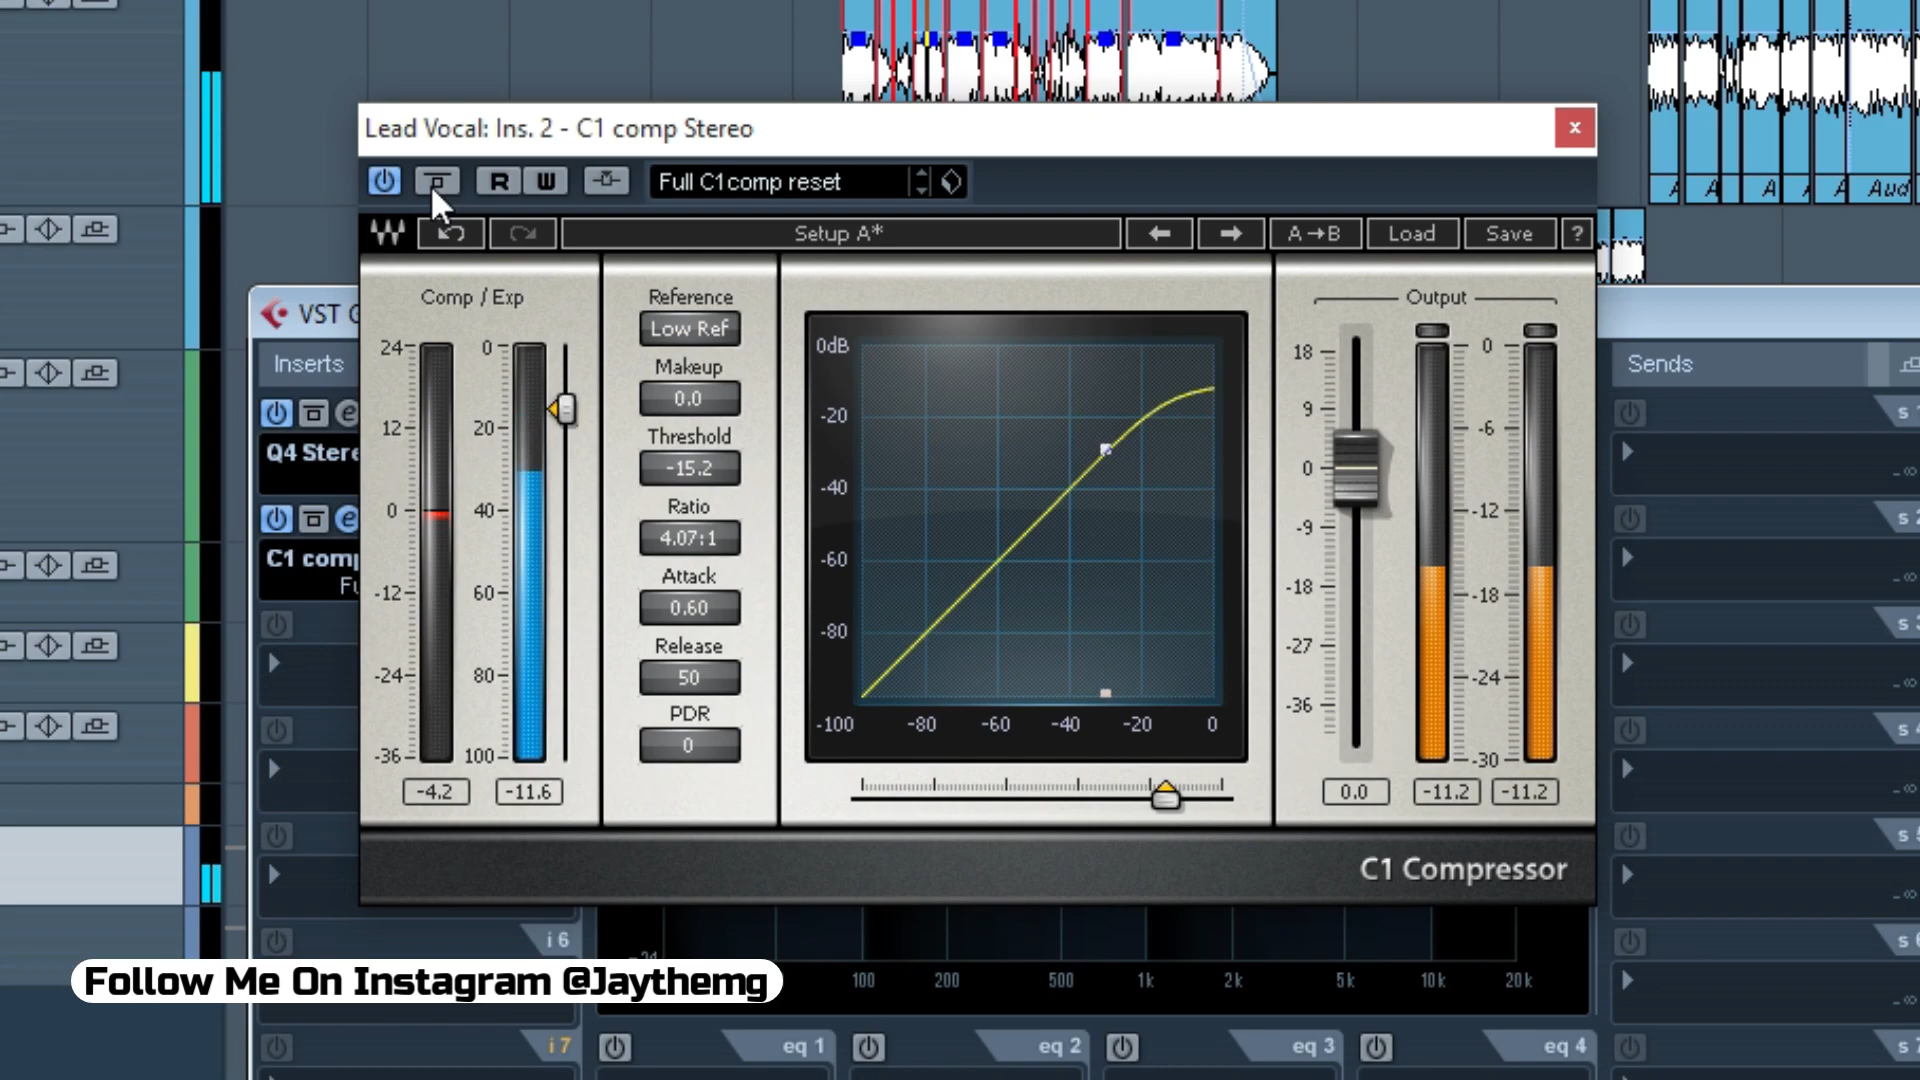 Lead Vocal: Ins. 2 - C1 comp Stereo
R W Full C1comp reset
Setup A* A→B Load Save ?
Comp / Exp
24
12
0
-12
-24
-36
0
20
40
60
80
100
-4.2 -11.6
Reference
Low Ref
Makeup
0.0
Threshold
-15.2
Ratio
4.07:1
Attack
0.60
Release
50
PDR
0
0dB
-20
-40
-60
-80
-100 -80 -60 -40 -20 0
Output
18
9
0
-9
-18
-27
-36
0
-6
-12
-18
-24
-30
0.0 -11.2 -11.2
C1 Compressor
Aud
VST
Inserts
e
Q4
e
C1
i 6
i 7
Sends
100 200 500 1k 2k 5k 10k 20k
eq 1 eq 2 eq 3 eq 4
Follow Me On Instagram @Jaythemg